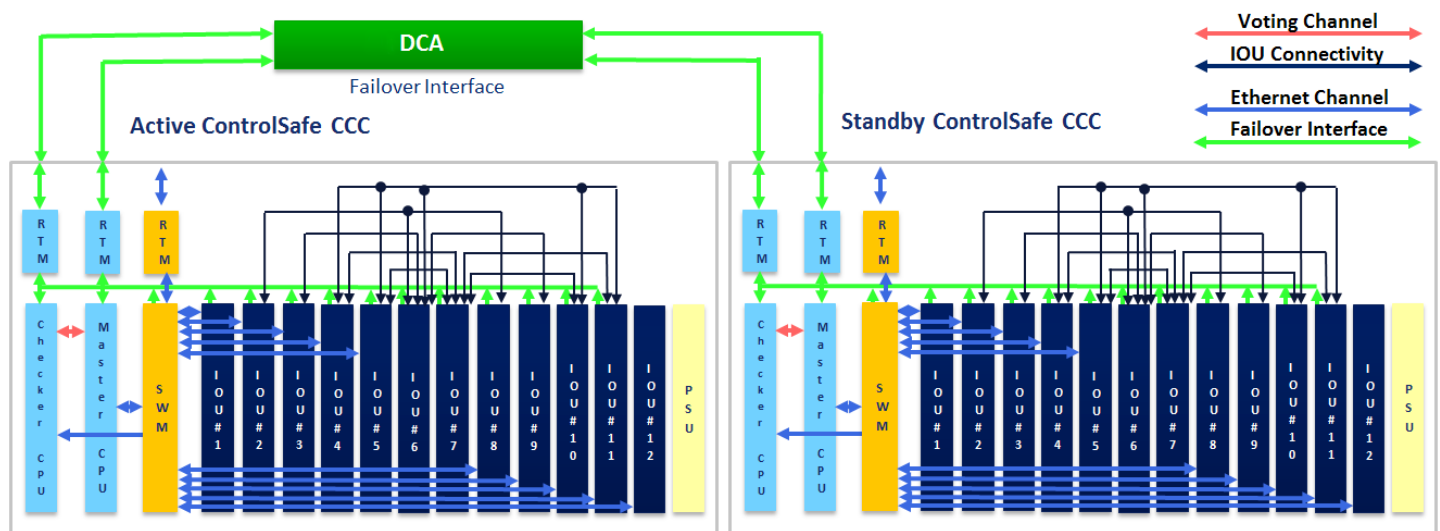 DCA
Failover Interface
Voting Channel
IOU Connectivity
Ethernet Channel
Failover Interface
Active ControlSafe CCC
Standby ControlSafe CCC
RTM
RTM
RTM
Checker CPU
Master CPU
SWM
IOU#1
IOU#2
IOU#3
IOU#4
IOU#5
IOU#6
IOU#7
IOU#8
IOU#9
IOU#10
IOU#11
IOU#12
PSU
RTM
RTM
RTM
Checker CPU
Master CPU
SWM
IOU#1
IOU#2
IOU#3
IOU#4
IOU#5
IOU#6
IOU#7
IOU#8
IOU#9
IOU#10
IOU#11
IOU#12
PSU